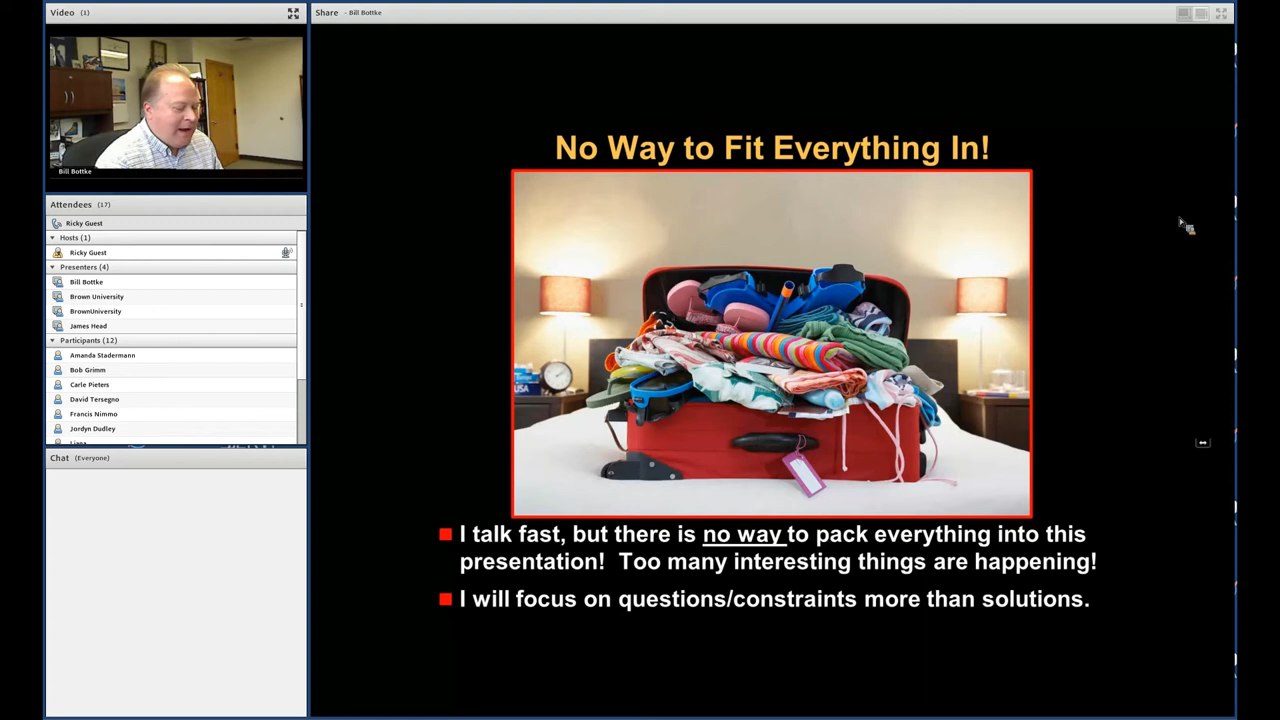 Video (1)
Bill Bottke
Attendees (17)
Ricky Guest
Hosts (1)
Ricky Guest
Presenters (4)
Bill Bottke
Brown University
BrownUniversity
James Head
Participants (12)
Amanda Stadermann
Bob Grimm
Carle Pieters
David Tersegno
Francis Nimmo
Jordyn Dudley
Chat (Everyone)
Share - Bill Bottke
No Way to Fit Everything In!
USA
I talk fast, but there is no way to pack everything into this
presentation! Too many interesting things are happening!
I will focus on questions/constraints more than solutions.